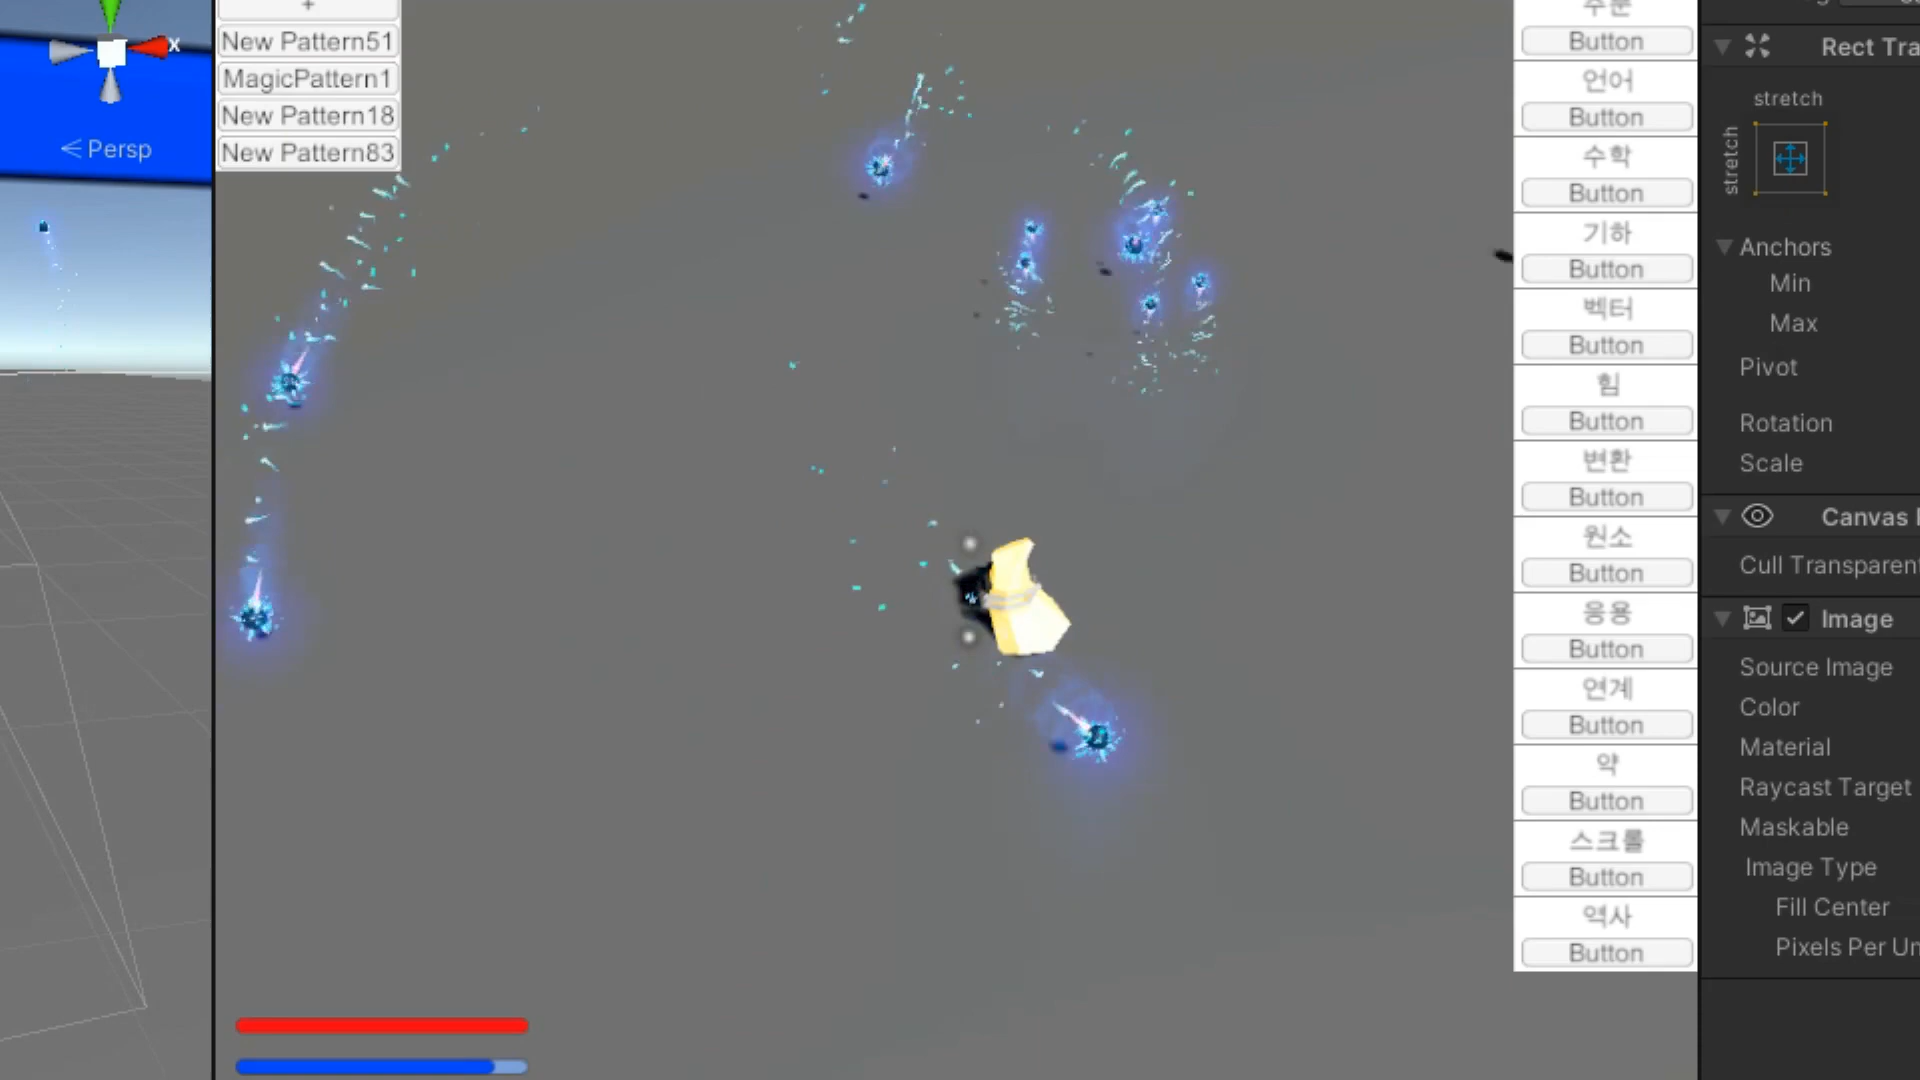 x
< Persp
+
New Pattern51
MagicPattern1
New Pattern18
New Pattern83
Button
언어
Button
수학
Button
기하
Button
벡터
Button
힘
Button
변환
Button
원소
Button
응용
Button
연계
Button
약
Button
스크롤
Button
역사
Button
Rect Tra
stretch
stretch
Anchors
Min
Max
Pivot
Rotation
Scale
Canvas
Cull Transparent
Image
Source Image
Color
Material
Raycast Target
Maskable
Image Type
Fill Center
Pixels Per Un